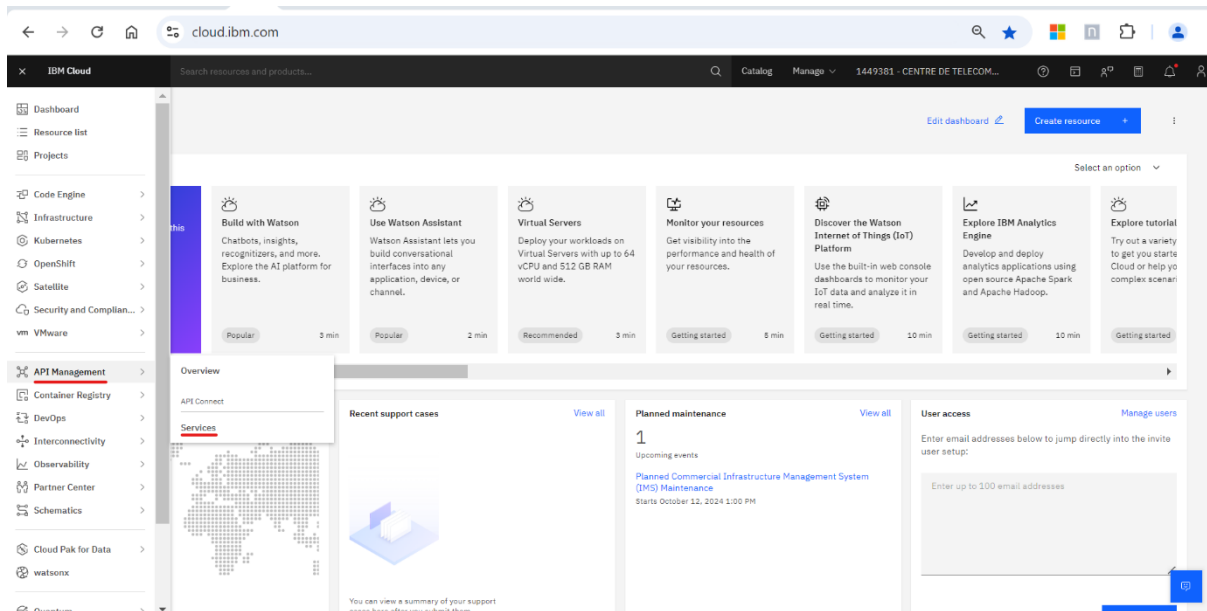 cloud.ibm.com
IBM Cloud
Search resources and products...
Catalog
Manage
1449381 - CENTRE DE TELECOM...
Dashboard
Resource list
Projects
Code Engine
Infrastructure
Kubernetes
OpenShift
Satellite
Security and Complian...
vm VMware
API Management
Container Registry
DevOps
Interconnectivity
Observability
Partner Center
Schematics
Cloud Pak for Data
watsonx
Quantum
Overview
API Connect
Services
Edit dashboard
Create resource +
Select an option
this
Build with Watson
Chatbots, insights,
recognitizers, and more.
Explore the AI platform for
business.
Popular
3 min
Use Watson Assistant
Watson Assistant lets you
build conversational
interfaces into any
application, device, or
channel.
Popular
2 min
Virtual Servers
Deploy your workloads on
Virtual Servers with up to 64
vCPU and 512 GB RAM
world wide.
Recommended
3 min
Monitor your resources
Get visibility into the
performance and health of
your resources.
Getting started
8 min
Discover the Watson
Internet of Things (IoT)
Platform
Use the built-in web console
dashboards to monitor your
IoT data and analyze it in
real time.
Getting started
10 min
Explore IBM Analytics
Engine
Develop and deploy
analytics applications using
open source Apache Spark
and Apache Hadoop.
Getting started
10 min
Explore tutorial
Try out a variety
to get you starte
Cloud or help yo
complex scenari
Getting started
Recent support cases
View all
You can view a summary of your support
cases here after you submit them
Planned maintenance
View all
1
Upcoming events
Planned Commercial Infrastructure Management System
(IMS) Maintenance
Starts October 12, 2024 1:00 PM
User access
Manage users
Enter email addresses below to jump directly into the invite
user setup:
Enter up to 100 email addresses